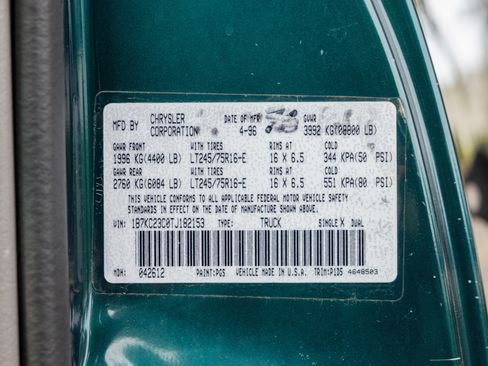 MFD BY CHRYSLER CORPORATION DATE OF MFR 4-96 GVWR 3992 KG(08800 LB)
GAWR FRONT WITH TIRES RIMS AT COLD
1996 KG(4400 LB) LT245/75R16-E 16 X 6.5 344 KPA(50 PSI)
GAWR REAR WITH TIRES RIMS AT COLD
2760 KG(6084 LB) LT245/75R16-E 16 X 6.5 551 KPA(80 PSI)
THIS VEHICLE CONFORMS TO ALL APPLICABLE FEDERAL MOTOR VEHICLE SAFETY
STANDARDS IN EFFECT ON THE DATE OF MANUFACTURE SHOWN ABOVE.
VIN: 1B7KC23C0TJ182153 TYPE: TRUCK SINGLE X DUAL
MDH: 042612 PAINT:PGS VEHICLE MADE IN U.S.A. TRIM:P1D5 4648503